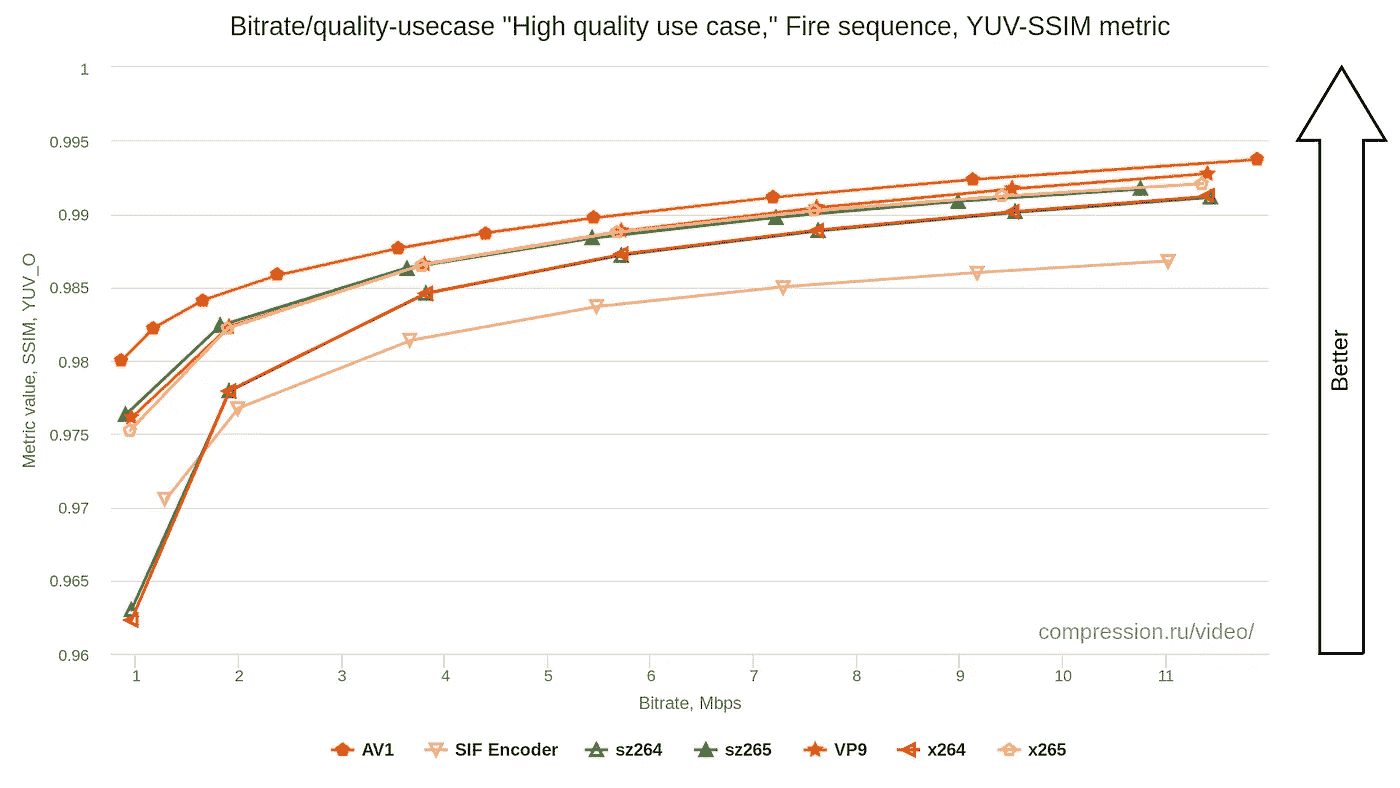 Bitrate/quality-usecase "High quality use case," Fire sequence, YUV-SSIM metric
1
0.995
0.99
0.985
0.98
0.975
0.97
0.965
0.96
Metric value, SSIM, YUV_O
Better
compression.ru/video/
1 2 3 4 5 6 7 8 9 10 11
Bitrate, Mbps
AV1 SIF Encoder sz264 sz265 VP9 x264 x265